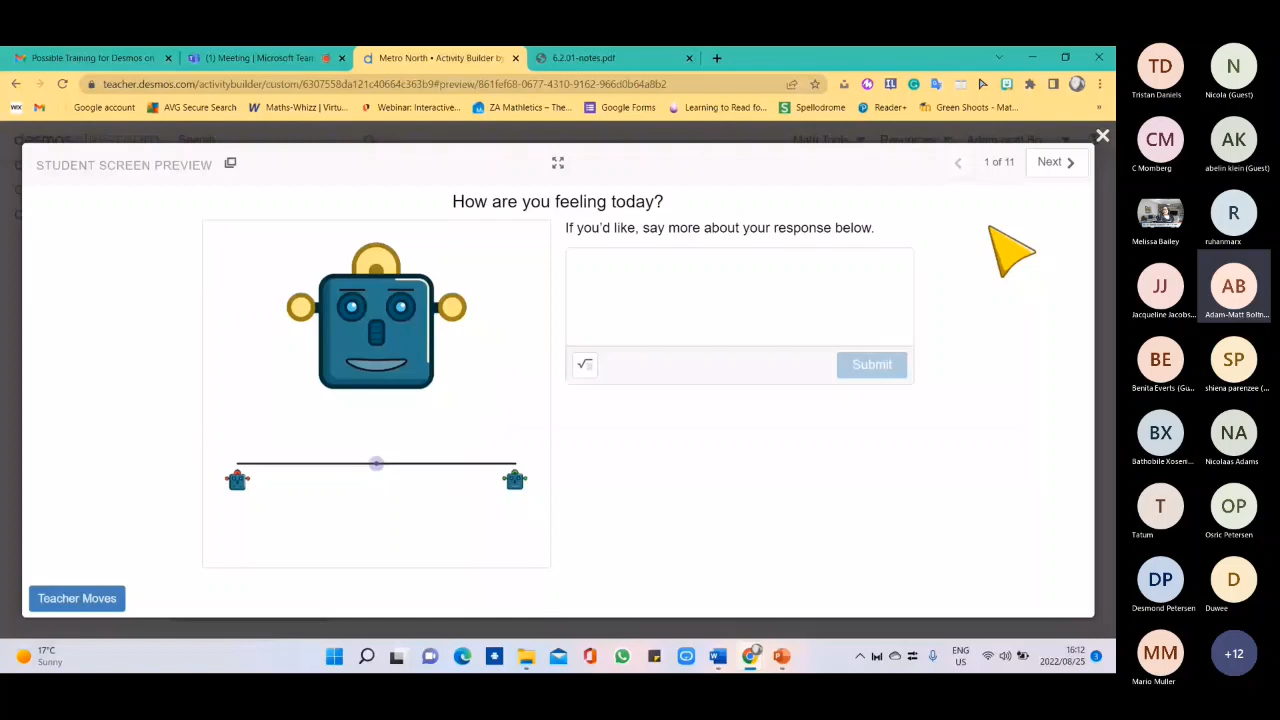 Possible Training for Desmos on
(1) Meeting | Microsoft Team
Metro North • Activity Builder by
6.2.01-notes.pdf
teacher.desmos.com/activitybuilder/custom/6307558da121c40664c363b9#preview/861fef68-0677-4310-9162-966d0b64a8b2
WIX
Google account
AVG Secure Search
Maths-Whizz | Virtu...
Webinar: Interactive...
ZA Mathletics – The...
Google Forms
Learning to Read fo...
Spellodrome
Reader+
Green Shoots - Mat...
»
STUDENT SCREEN PREVIEW
1 of 11
Next
How are you feeling today?
If you'd like, say more about your response below.
Submit
Teacher Moves
17°C
Sunny
ENG
US
16:12
2022/08/25
3
TD
Tristan Daniels
N
Nicola (Guest)
CM
C Momberg
AK
abelin klein (Guest)
Melissa Bailey
R
ruhanmarx
JJ
Jacqueline Jacobs...
AB
Adam-Matt Boltn...
BE
Benita Everts (Gu...
SP
shiena parenzee (...
BX
Bathobile Xosem...
NA
Nicolaas Adams
T
Tatum
OP
Osric Petersen
DP
Desmond Petersen
D
Duwee
MM
Mario Muller
+12